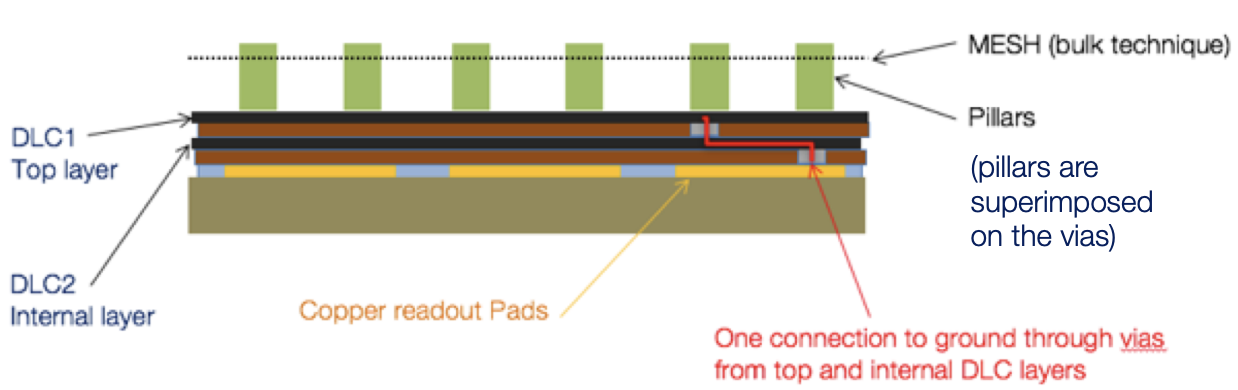 MESH (bulk technique)
Pillars
(pillars are
superimposed
on the vias)
DLC1
Top layer
DLC2
Internal layer
Copper readout Pads
One connection to ground through vias
from top and internal DLC layers